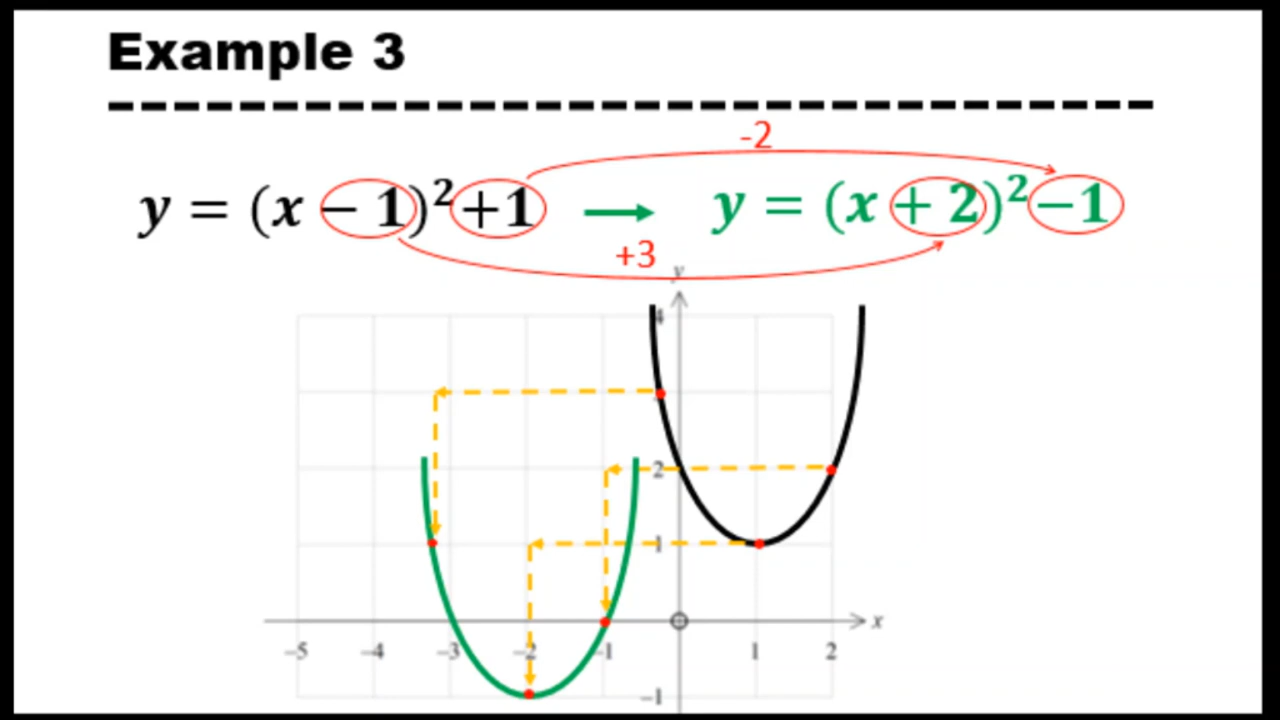 Example 3
-2
y = (x − 1)²+1 → y = (x + 2)²−1
+3
y
4
2
1
x
−5 −4 −3 −2 −1 1 2
−1